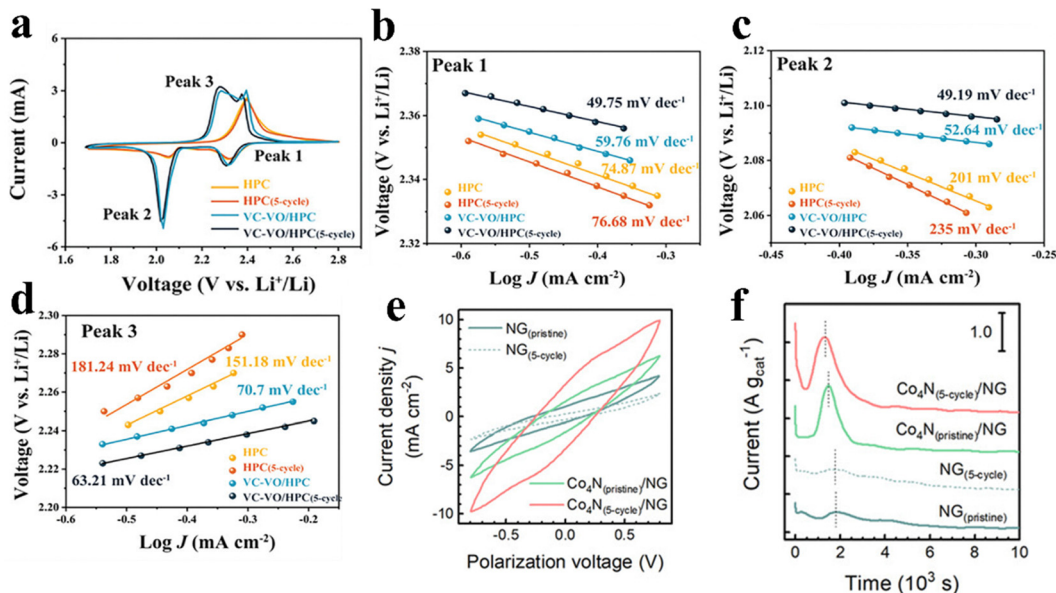 a
Current (mA)
6
3
0
-3
-6
Peak 3
Peak 1
Peak 2
HPC
HPC(5-cycle)
VC-VO/HPC
VC-VO/HPC(5-cycle)
1.6 1.8 2.0 2.2 2.4 2.6 2.8
Voltage (V vs. Li⁺/Li)
b
Voltage (V vs. Li⁺/Li)
2.38
2.36
2.34
2.32
Peak 1
49.75 mV dec⁻¹
59.76 mV dec⁻¹
74.87 mV dec⁻¹
76.68 mV dec⁻¹
HPC
HPC(5-cycle)
VC-VO/HPC
VC-VO/HPC(5-cycle)
-0.6 -0.5 -0.4 -0.3
Log J (mA cm⁻²)
c
Voltage (V vs. Li⁺/Li)
2.12
2.10
2.08
2.06
Peak 2
49.19 mV dec⁻¹
52.64 mV dec⁻¹
201 mV dec⁻¹
235 mV dec⁻¹
HPC
HPC(5-cycle)
VC-VO/HPC
VC-VO/HPC(5-cycle)
-0.45 -0.40 -0.35 -0.30 -0.25
Log J (mA cm⁻²)
d
Voltage (V vs. Li⁺/Li)
2.30
2.28
2.26
2.24
2.22
2.20
Peak 3
181.24 mV dec⁻¹
151.18 mV dec⁻¹
70.7 mV dec⁻¹
63.21 mV dec⁻¹
HPC
HPC(5-cycle)
VC-VO/HPC
VC-VO/HPC(5-cycle
-0.6 -0.5 -0.4 -0.3 -0.2
Log J (mA cm⁻²)
e
Current density j
(mA cm⁻²)
10
5
0
-5
-10
NG(pristine)
NG(5-cycle)
Co₄N(pristine)/NG
Co₄N(5-cycle)/NG
-0.5 0.0 0.5
Polarization voltage (V)
f
Current (A gcat⁻¹)
1.0
Co₄N(5-cycle)/NG
Co₄N(pristine)/NG
NG(5-cycle)
NG(pristine)
0 2 4 6 8 10
Time (10³ s)